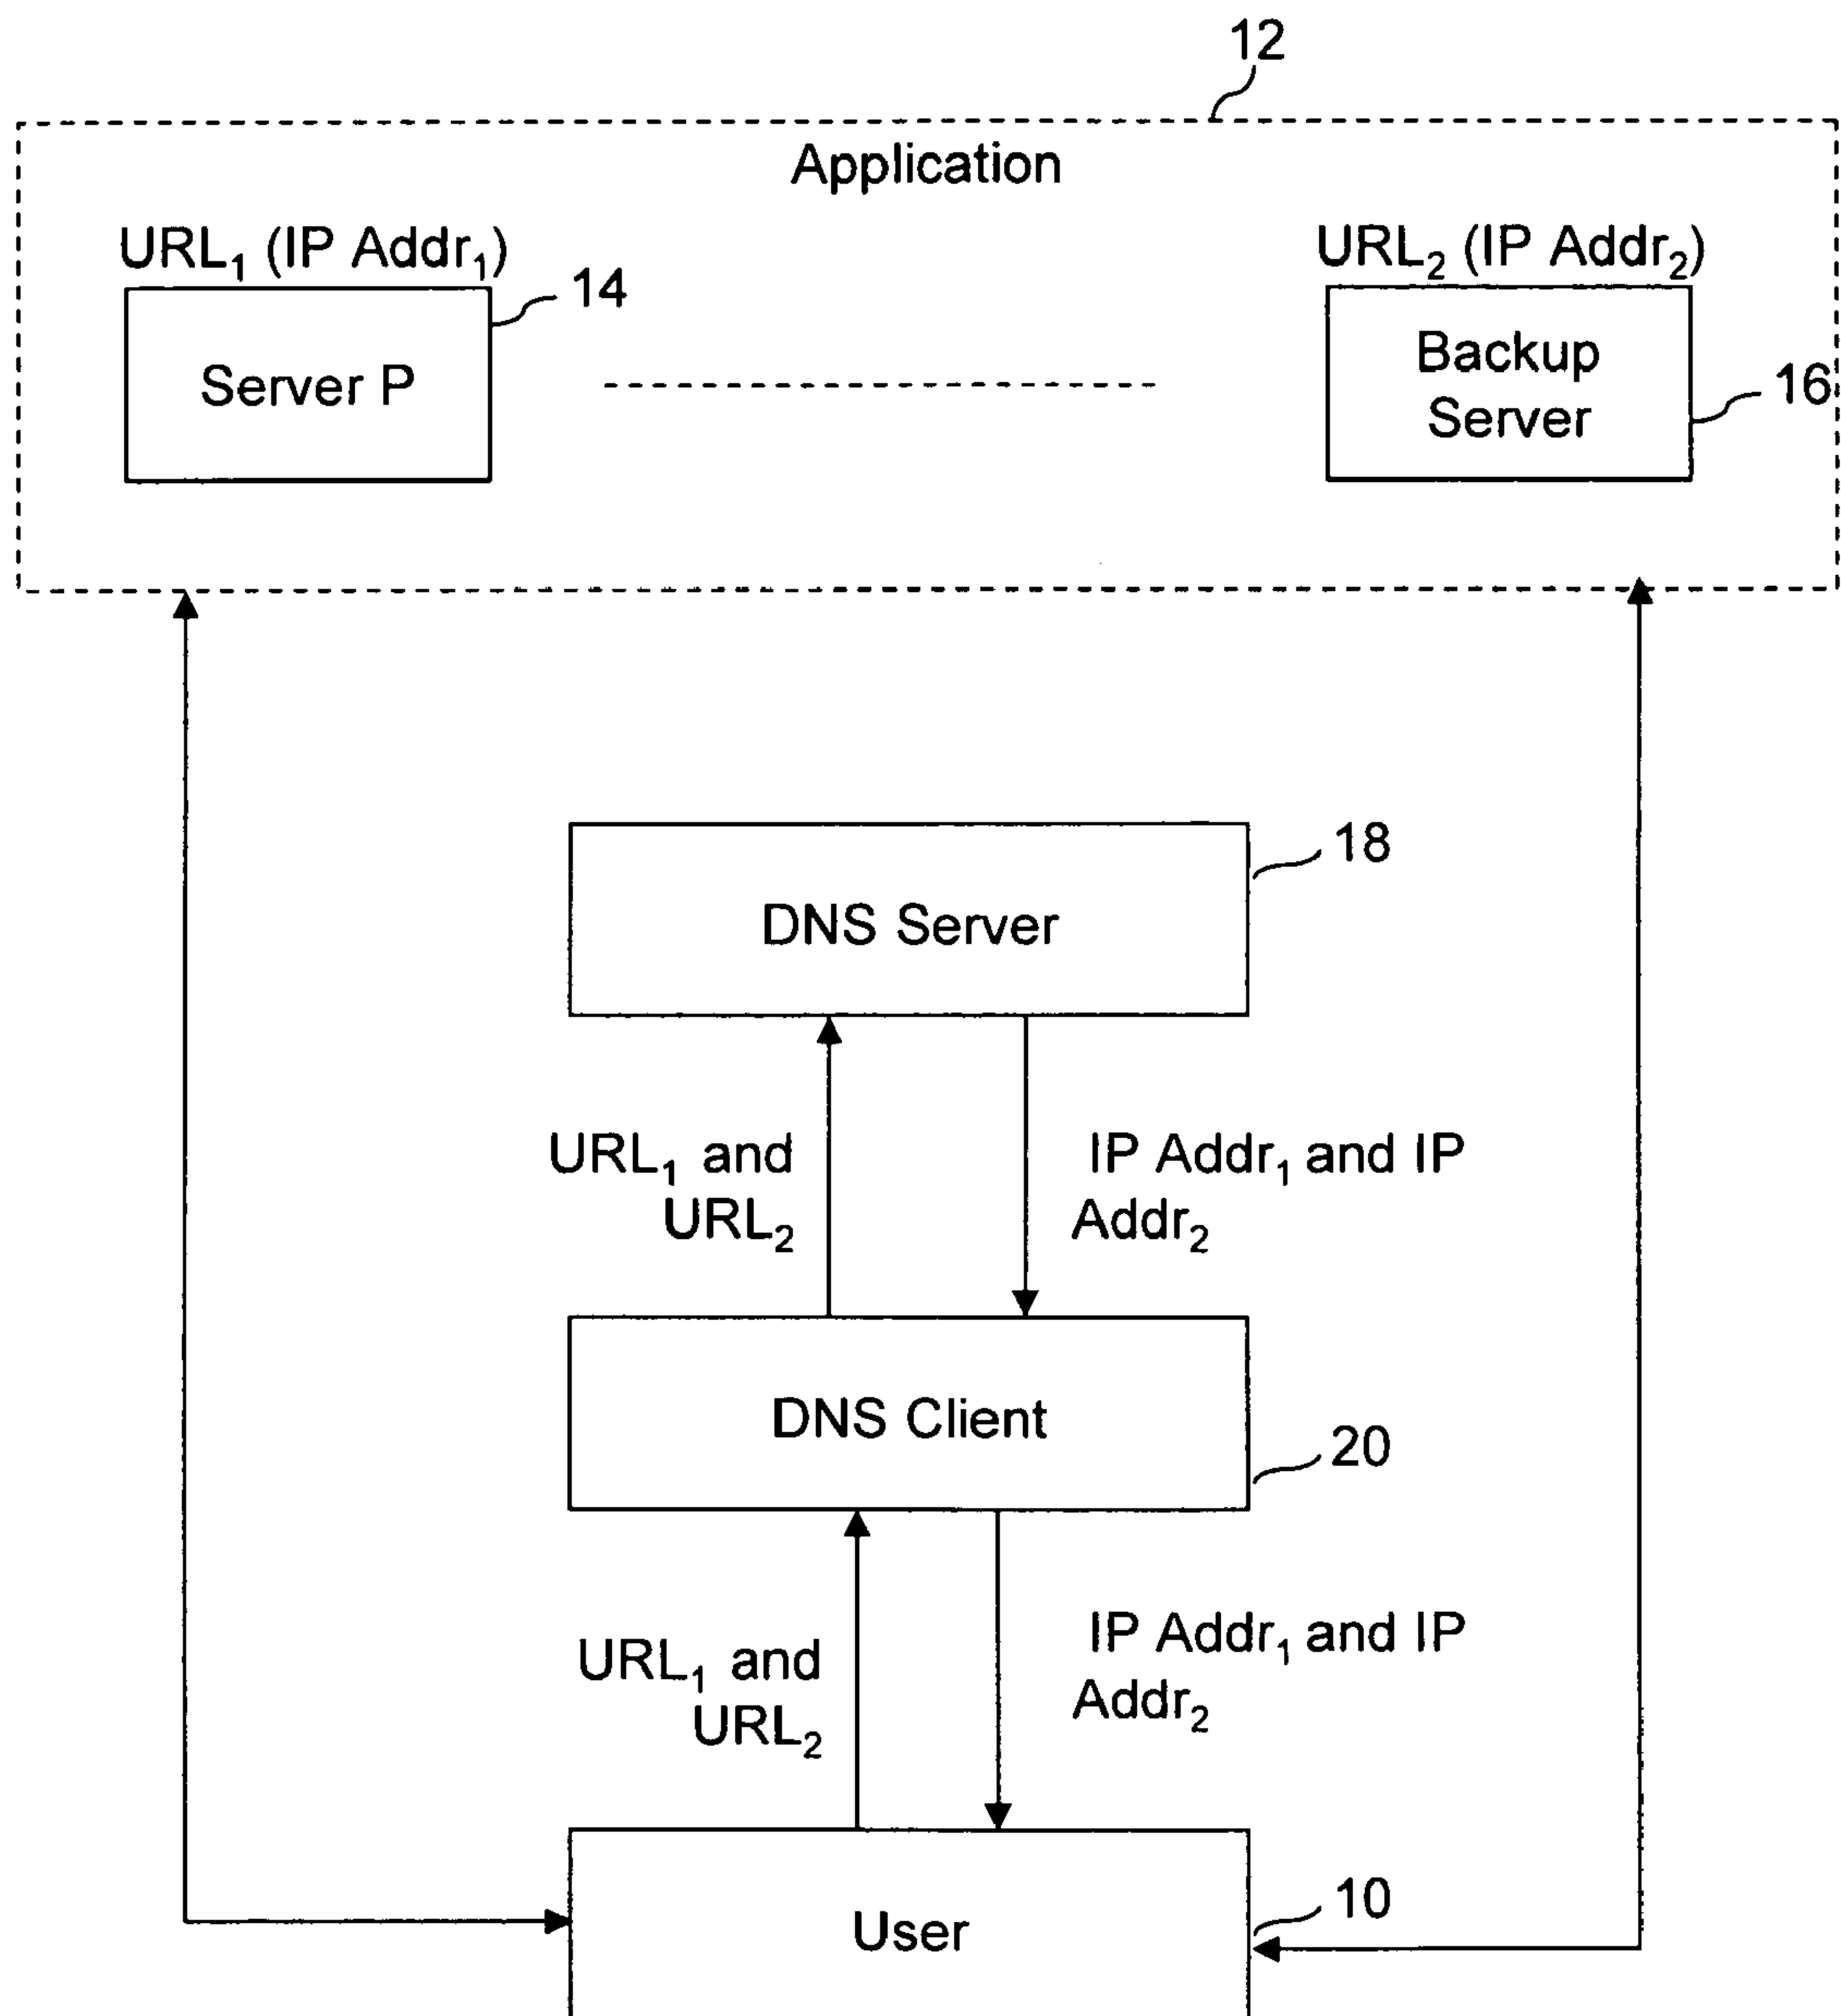 12
Application
URL₁ (IP Addr₁)
14
Server P
URL₂ (IP Addr₂)
Backup
Server
16
18
DNS Server
URL₁ and
URL₂
IP Addr₁ and IP
Addr₂
DNS Client
20
URL₁ and
URL₂
IP Addr₁ and IP
Addr₂
10
User